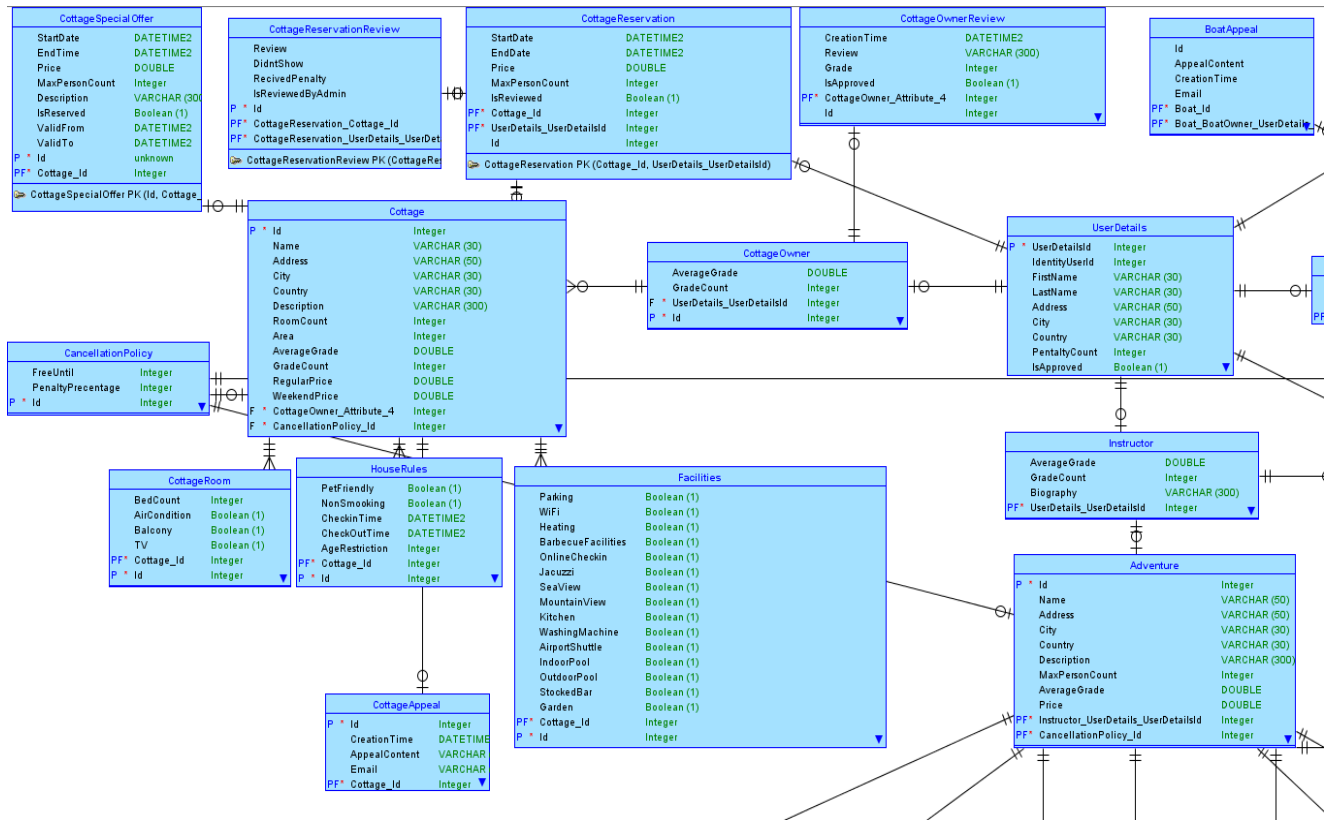 CottageSpecialOffer
StartDate DATETIME2
EndTime DATETIME2
Price DOUBLE
MaxPersonCount Integer
Description VARCHAR (300
IsReserved Boolean (1)
ValidFrom DATETIME2
ValidTo DATETIME2
P * Id unknown
PF* Cottage_Id Integer
CottageSpecialOffer PK (Id, Cottage_
CottageReservationReview
Review
DidntShow
RecivedPenalty
IsReviewedByAdmin
P * Id
PF* CottageReservation_Cottage_Id
PF* CottageReservation_UserDetails_UserDet
CottageReservationReview PK (CottageRes
CottageReservation
StartDate DATETIME2
EndDate DATETIME2
Price DOUBLE
MaxPersonCount Integer
IsReviewed Boolean (1)
PF* Cottage_Id Integer
PF* UserDetails_UserDetailsId Integer
Id Integer
CottageReservation PK (Cottage_Id, UserDetails_UserDetailsId)
CottageOwnerReview
CreationTime DATETIME2
Review VARCHAR (300)
Grade Integer
IsApproved Boolean (1)
PF* CottageOwner_Attribute_4 Integer
Id Integer
BoatAppeal
Id
AppealContent
CreationTime
Email
PF* Boat_Id
PF* Boat_BoatOwner_UserDetails_
Cottage
P * Id Integer
Name VARCHAR (30)
Address VARCHAR (50)
City VARCHAR (30)
Country VARCHAR (30)
Description VARCHAR (300)
RoomCount Integer
Area Integer
AverageGrade DOUBLE
GradeCount Integer
RegularPrice DOUBLE
WeekendPrice DOUBLE
F * CottageOwner_Attribute_4 Integer
F * CancellationPolicy_Id Integer
CottageOwner
AverageGrade DOUBLE
GradeCount Integer
F * UserDetails_UserDetailsId Integer
P * Id Integer
UserDetails
P * UserDetailsId Integer
IdentityUserId Integer
FirstName VARCHAR (30)
LastName VARCHAR (30)
Address VARCHAR (50)
City VARCHAR (30)
Country VARCHAR (30)
PentaltyCount Integer
IsApproved Boolean (1)
PF
CancellationPolicy
FreeUntil Integer
PenaltyPrecentage Integer
P * Id Integer
CottageRoom
BedCount Integer
AirCondition Boolean (1)
Balcony Boolean (1)
TV Boolean (1)
PF* Cottage_Id Integer
P * Id Integer
HouseRules
PetFriendly Boolean (1)
NonSmooking Boolean (1)
CheckinTime DATETIME2
CheckOutTime DATETIME2
AgeRestriction Integer
PF* Cottage_Id Integer
P * Id Integer
Facilities
Parking Boolean (1)
WiFi Boolean (1)
Heating Boolean (1)
BarbecueFacilities Boolean (1)
OnlineCheckin Boolean (1)
Jacuzzi Boolean (1)
SeaView Boolean (1)
MountainView Boolean (1)
Kitchen Boolean (1)
WashingMachine Boolean (1)
AirportShuttle Boolean (1)
IndoorPool Boolean (1)
OutdoorPool Boolean (1)
StockedBar Boolean (1)
Garden Boolean (1)
PF* Cottage_Id Integer
P * Id Integer
Instructor
AverageGrade DOUBLE
GradeCount Integer
Biography VARCHAR (300)
PF* UserDetails_UserDetailsId Integer
Adventure
P * Id Integer
Name VARCHAR (50)
Address VARCHAR (50)
City VARCHAR (30)
Country VARCHAR (30)
Description VARCHAR (300)
MaxPersonCount Integer
AverageGrade DOUBLE
Price DOUBLE
PF* Instructor_UserDetails_UserDetailsId Integer
PF* CancellationPolicy_Id Integer
CottageAppeal
P * Id Integer
CreationTime DATETIME
AppealContent VARCHAR
Email VARCHAR
PF* Cottage_Id Integer